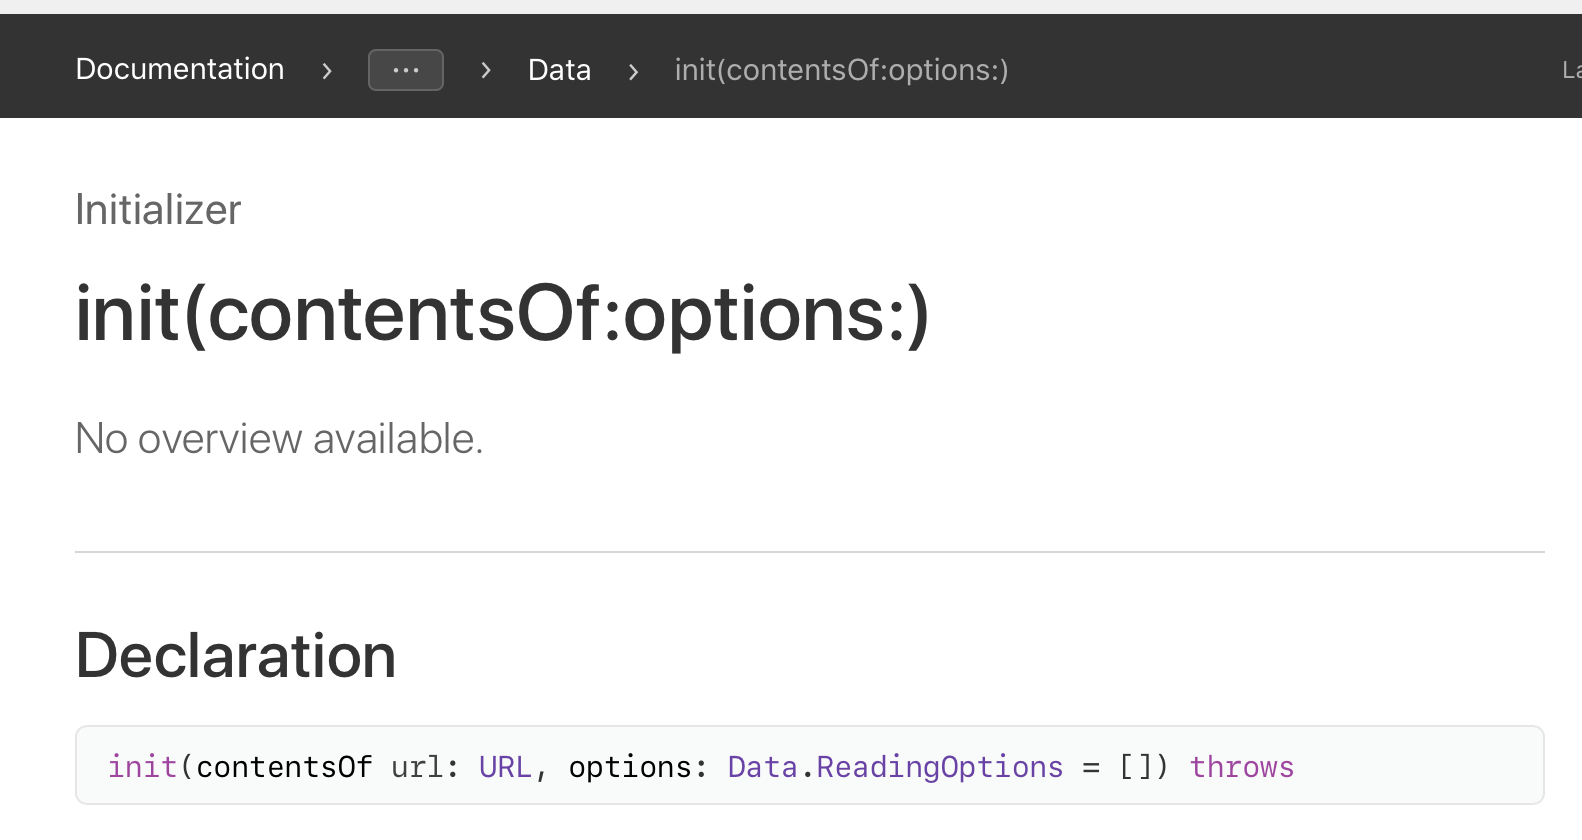 Documentation > ... > Data > init(contentsOf:options:) La
Initializer
init(contentsOf:options:)
No overview available.
Declaration
init(contentsOf url: URL, options: Data.ReadingOptions = []) throws